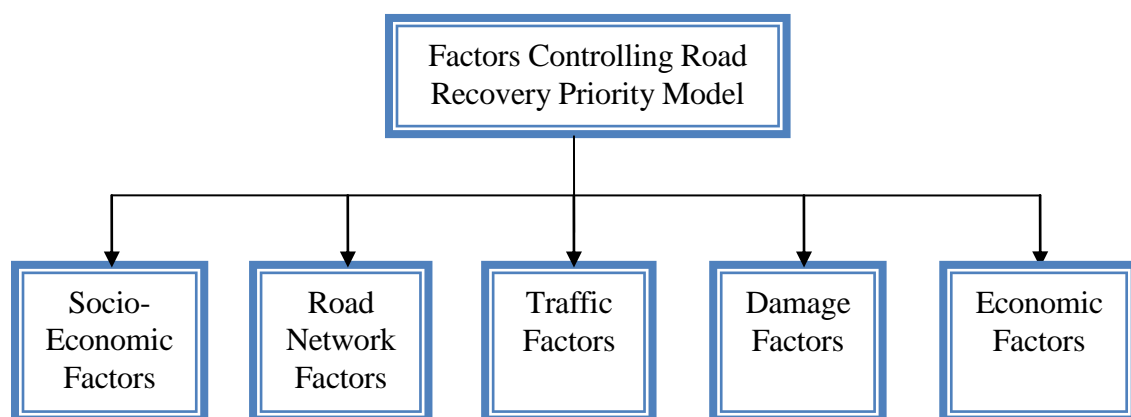 Factors Controlling Road
Recovery Priority Model
Socio-
Economic
Factors
Road
Network
Factors
Traffic
Factors
Damage
Factors
Economic
Factors